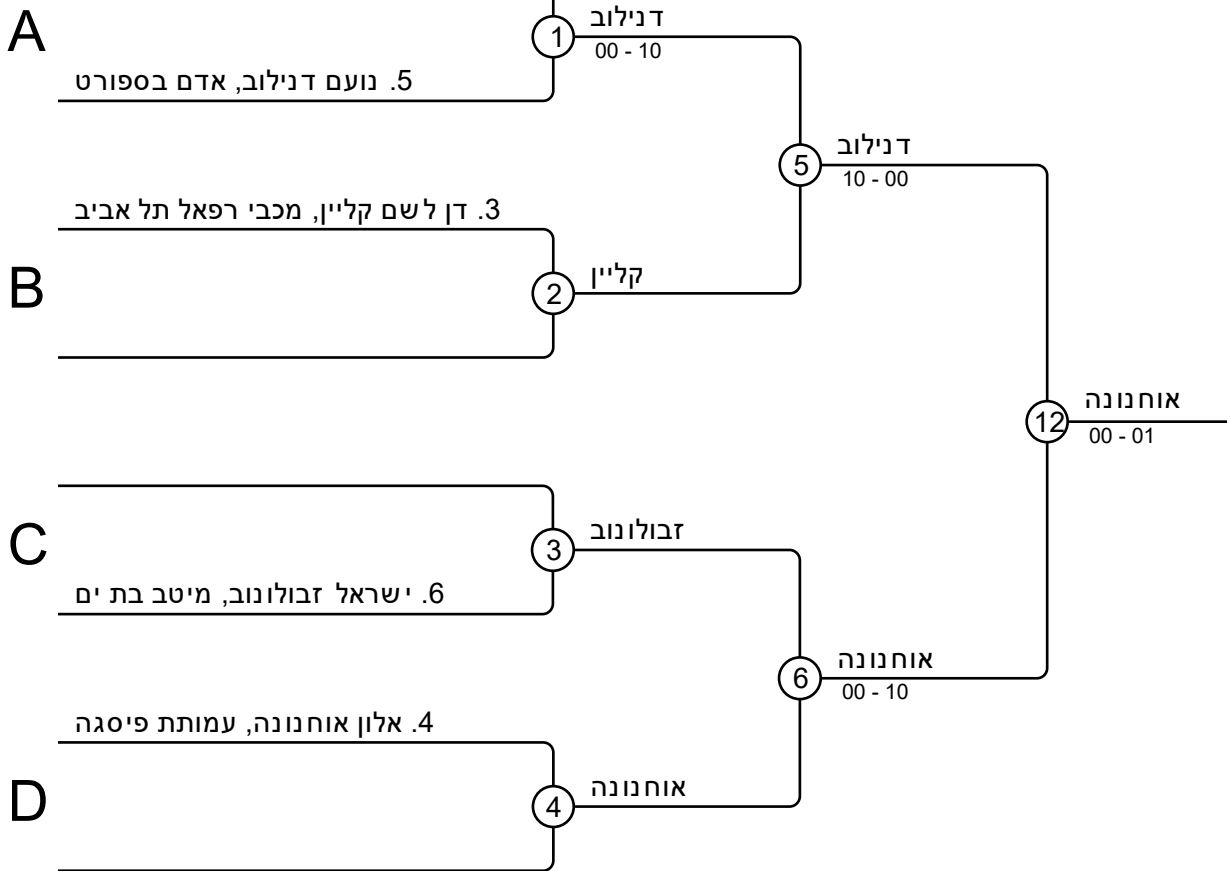 A
1
דנילוב
00 - 10
5. נועם דנילוב, אדם בספורט
5
דנילוב
10 - 00
3. דן לשם קליין, מכבי רפאל תל אביב
B
2
קליין
12
אוחנונה
00 - 01
C
3
זבולונוב
6. ישראל זבולונוב, מיטב בת ים
6
אוחנונה
00 - 10
4. אלון אוחנונה, עמותת פיסגה
D
4
אוחנונה